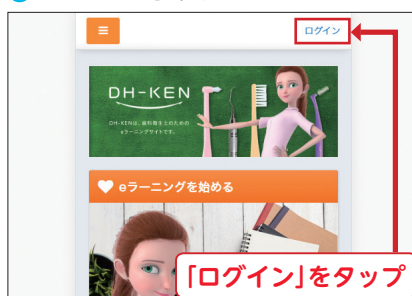 ログイン
DH-KEN
DH-KENは、歯科衛生士のための
eラーニングサイトです。
eラーニングを始める
「ログイン」をタップ